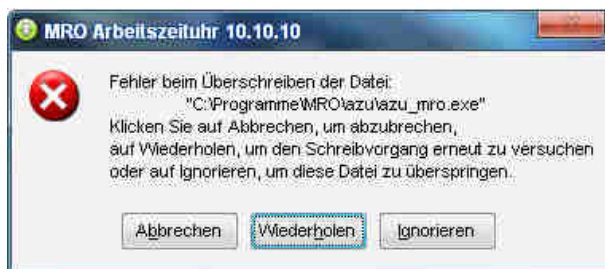 MRO Arbeitszeituhr 10.10.10
Fehler beim Überschreiben der Datei:
"C:\Programme\MRO\azu\azu_mro.exe"
Klicken Sie auf Abbrechen, um abzubrechen,
auf Wiederholen, um den Schreibvorgang erneut zu versuchen
oder auf Ignorieren, um diese Datei zu überspringen.
Abbrechen Wiederholen Ignorieren